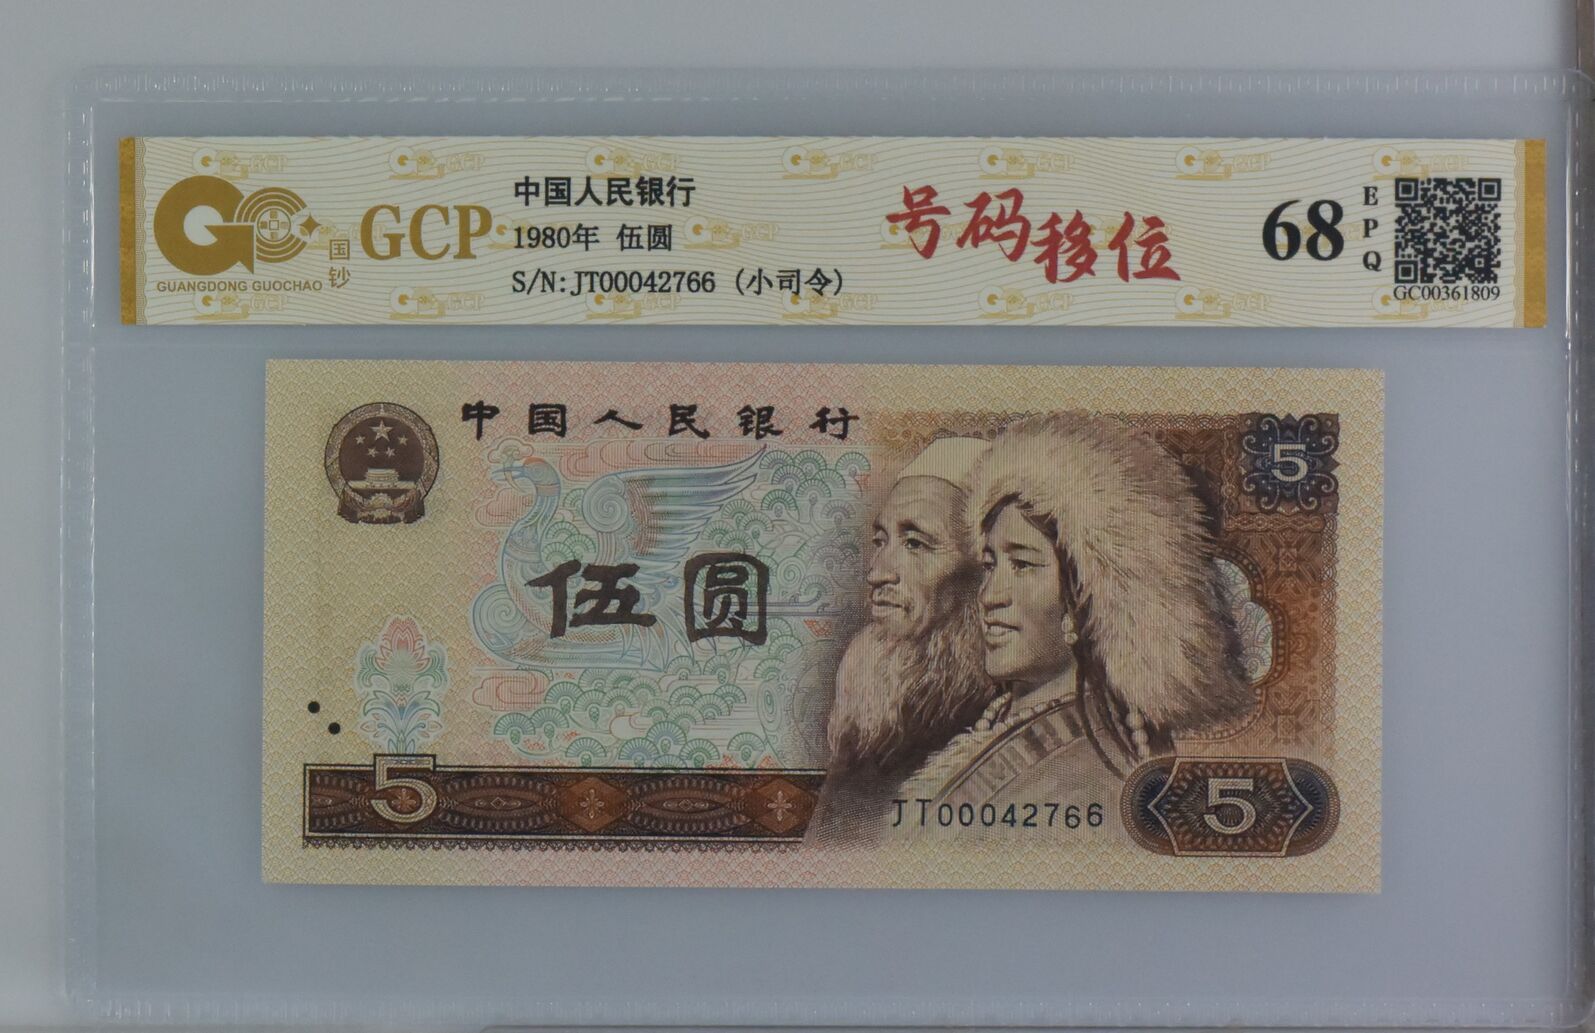 GCP
国钞
GUANGDONG GUOCHAO
中国人民银行
1980年 伍圆
S/N:JT00042766 (小司令)
号码移位
68
EPQ
GC00361809
中国人民银行
5
伍圆
5
JT00042766
5